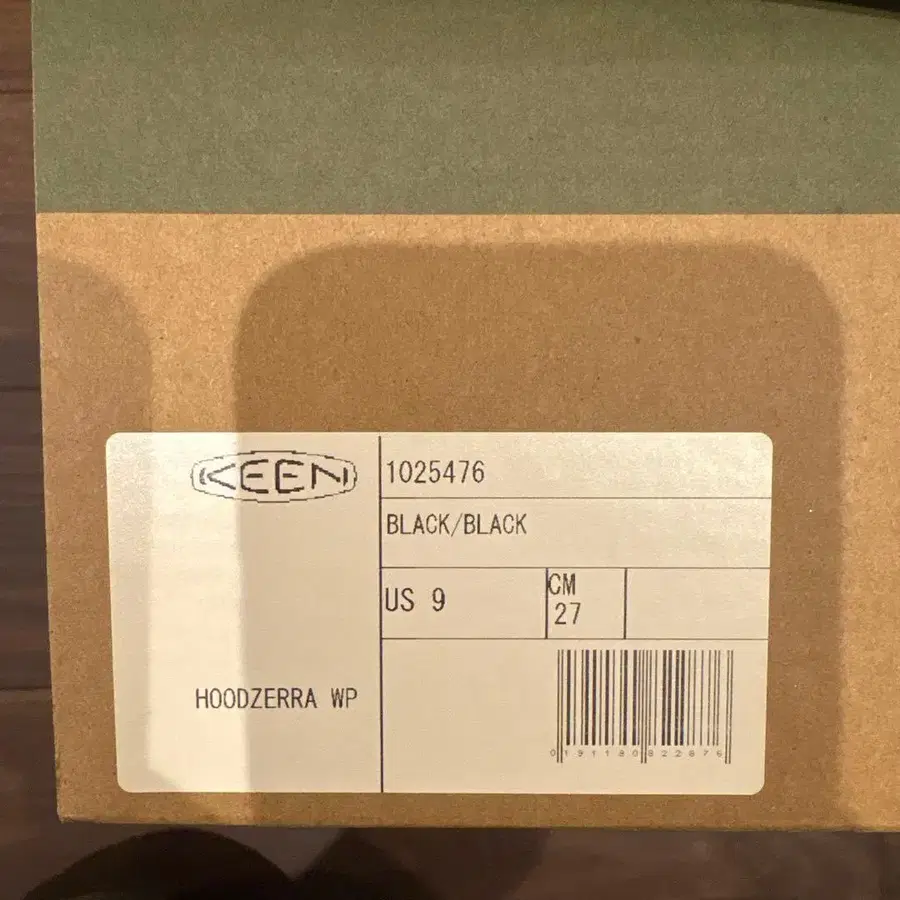 KEEN
1025476
BLACK/BLACK
US 9
CM
27
HOODZERRA WP